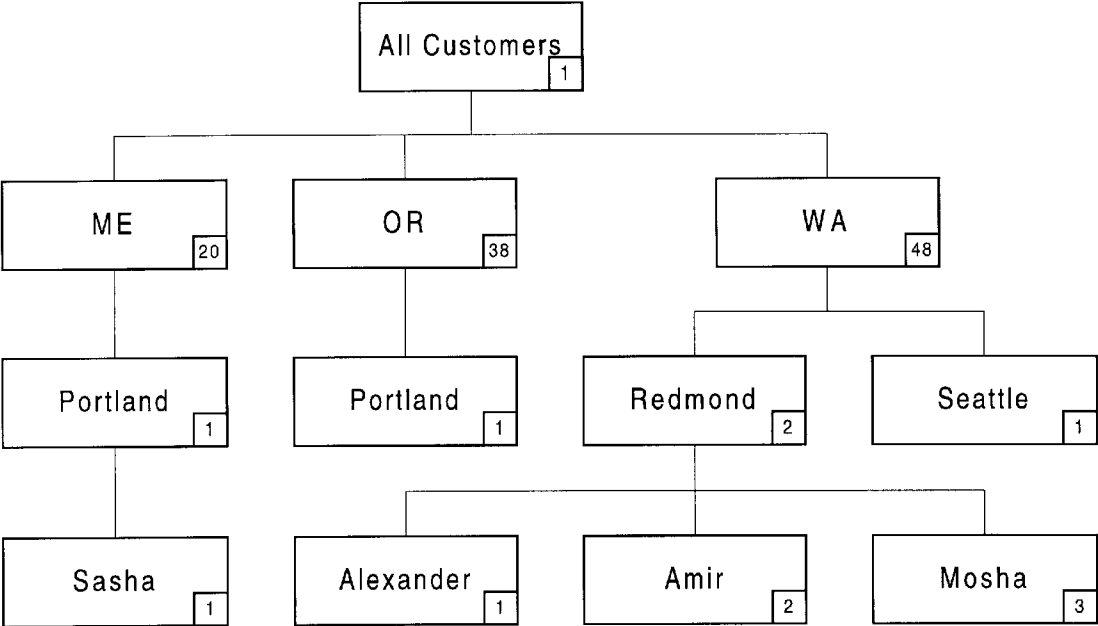 All Customers
1
ME
20
OR
38
WA
48
Portland
1
Portland
1
Redmond
2
Seattle
1
Sasha
1
Alexander
1
Amir
2
Mosha
3